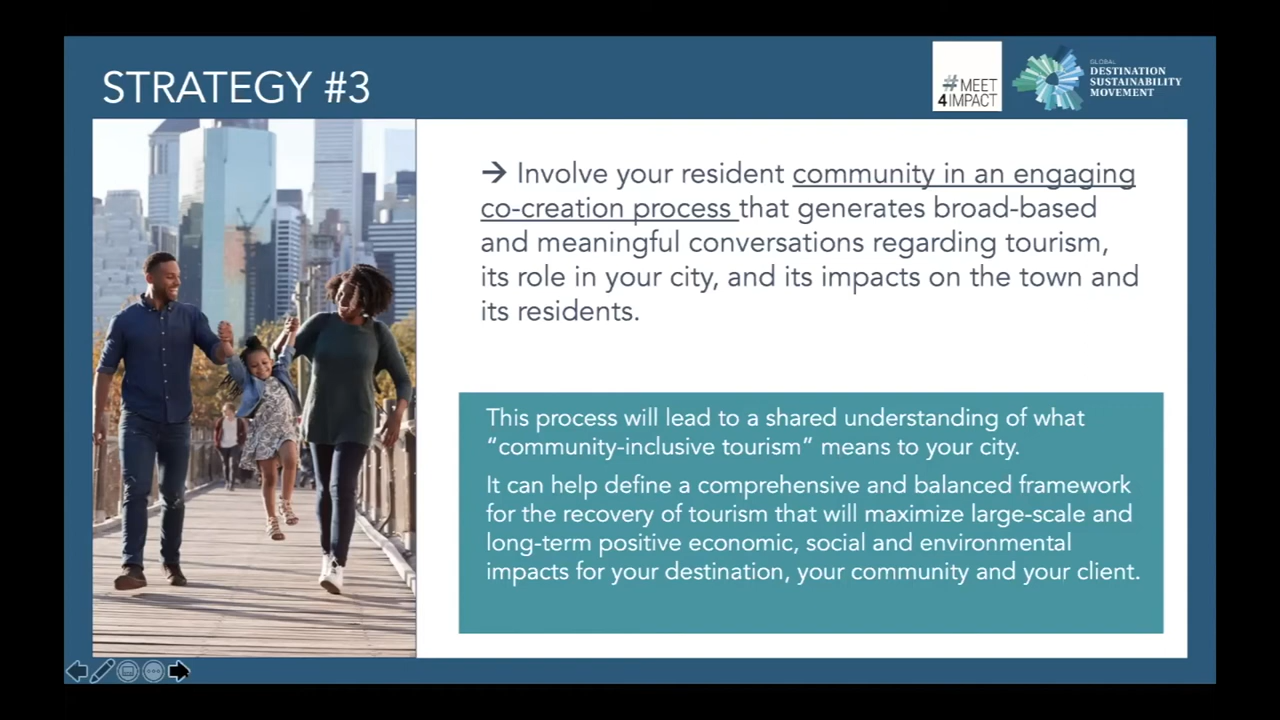 STRATEGY #3
#MEET
4IMPACT
GLOBAL
DESTINATION
SUSTAINABILITY
MOVEMENT
→ Involve your resident community in an engaging
co-creation process that generates broad-based
and meaningful conversations regarding tourism,
its role in your city, and its impacts on the town and
its residents.
This process will lead to a shared understanding of what
“community-inclusive tourism” means to your city.
It can help define a comprehensive and balanced framework
for the recovery of tourism that will maximize large-scale and
long-term positive economic, social and environmental
impacts for your destination, your community and your client.